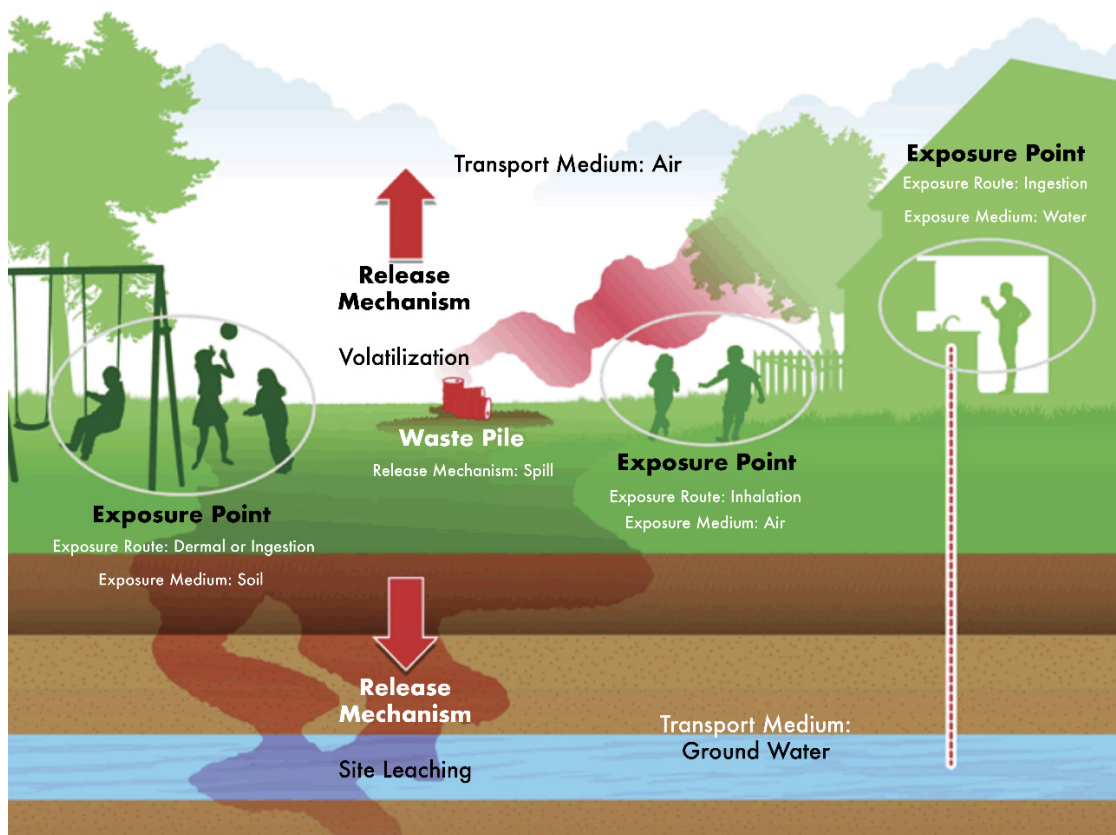 Transport Medium: Air
Exposure Point
Exposure Route: Ingestion
Exposure Medium: Water
Release
Mechanism
Volatilization
Waste Pile
Release Mechanism: Spill
Exposure Point
Exposure Route: Inhalation
Exposure Medium: Air
Exposure Point
Exposure Route: Dermal or Ingestion
Exposure Medium: Soil
Release
Mechanism
Site Leaching
Transport Medium:
Ground Water